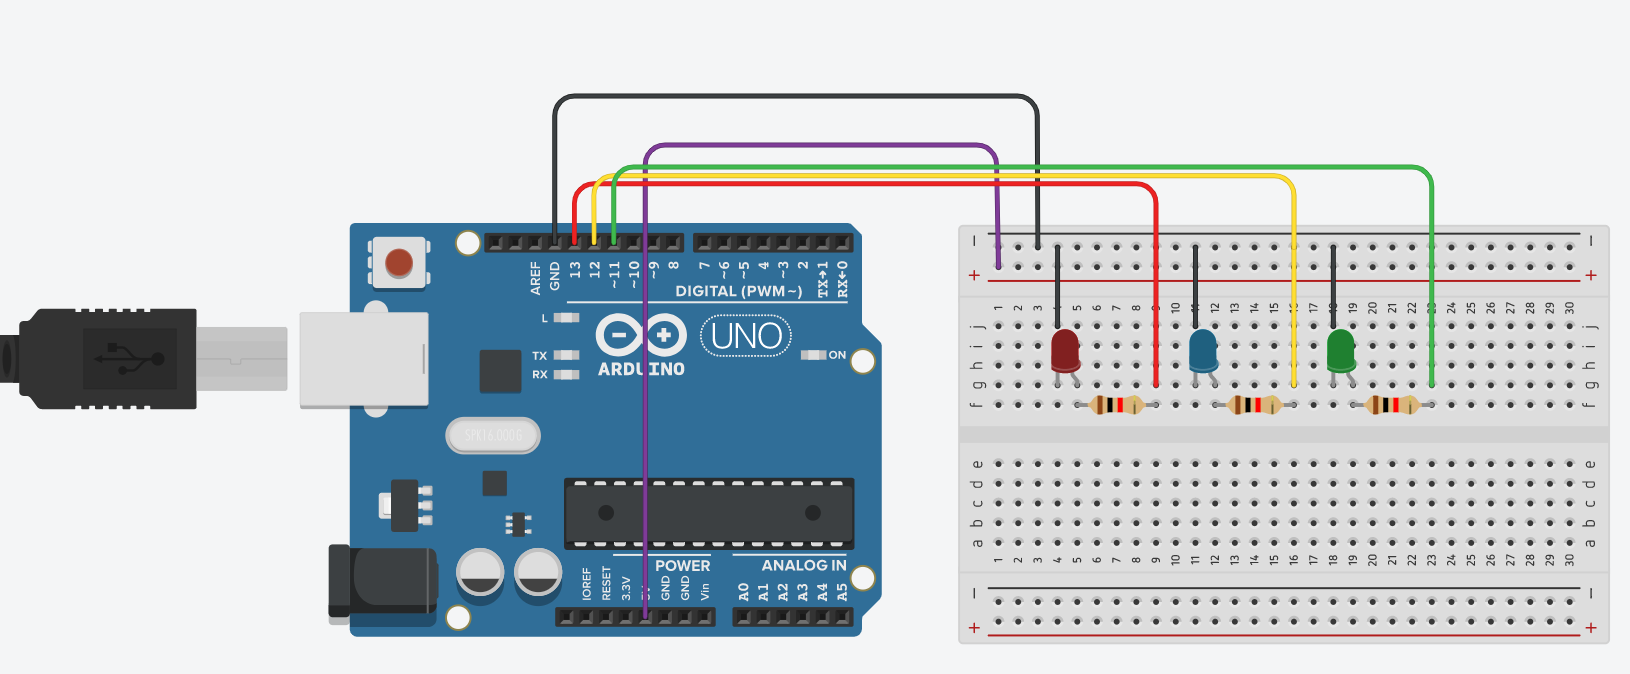 AREF
GND
13
12
~11
~10
~9
8
7
~6
~5
4
~3
2
TX→1
RX←0
DIGITAL (PWM~)
L
TX
RX
UNO
ARDUINO
ON
SPK16.000G
POWER
ANALOG IN
IOREF
RESET
3.3V
GND
GND
Vin
A0
A1
A2
A3
A4
A5
1 2 3 4 5 6 7 8 9 10 11 12 13 14 15 16 17 18 19 20 21 22 23 24 25 26 27 28 29 30
j j
i i
h h
g g
f f
e e
d d
c c
b b
a a
1 2 3 4 5 6 7 8 9 10 11 12 13 14 15 16 17 18 19 20 21 22 23 24 25 26 27 28 29 30